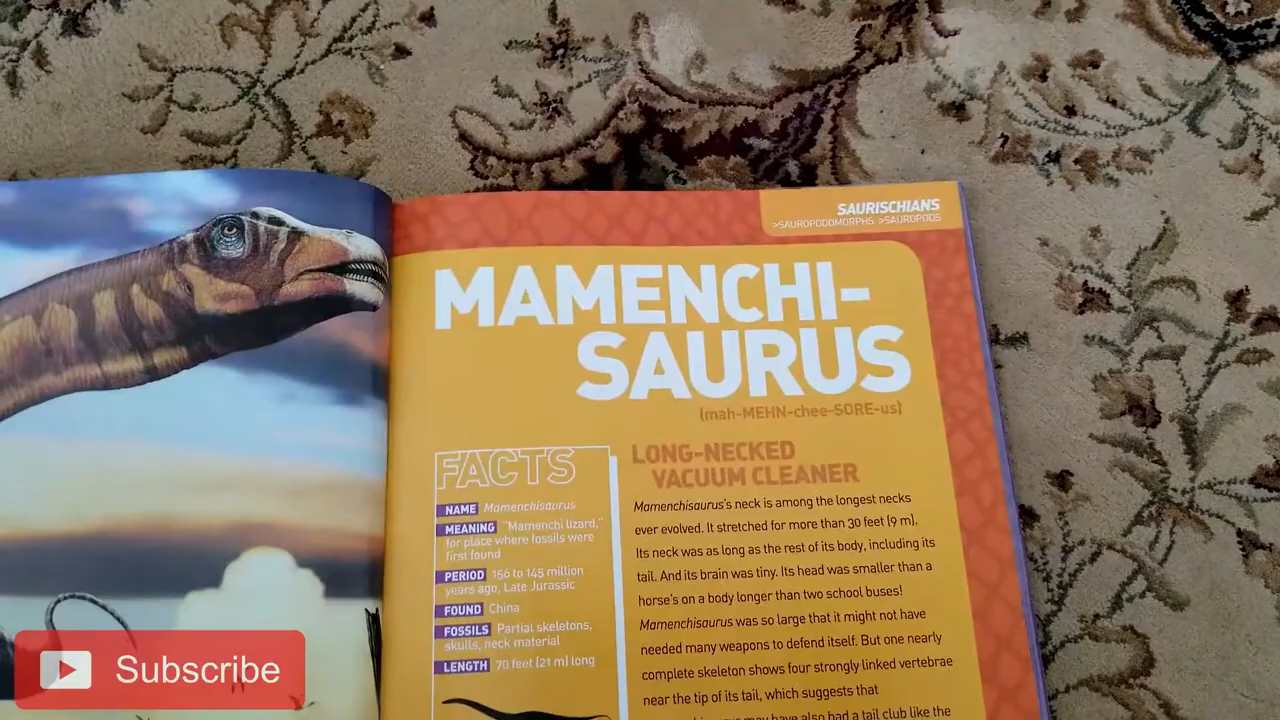 SAURISCHIANS
>SAUROPODOMORPHS >SAUROPODS
MAMENCHI-
SAURUS
(mah-MEHN-chee-SORE-us)
FACTS
NAME Mamenchisaurus
MEANING "Mamenchi lizard,"
for place where fossils were
first found
PERIOD 156 to 145 million
years ago, Late Jurassic
FOUND China
FOSSILS Partial skeletons,
skulls, neck material
LENGTH 70 feet (21 m) long
LONG-NECKED
VACUUM CLEANER
Mamenchisaurus's neck is among the longest necks
ever evolved. It stretched for more than 30 feet (9 m).
Its neck was as long as the rest of its body, including its
tail. And its brain was tiny. Its head was smaller than a
horse's on a body longer than two school buses!
Mamenchisaurus was so large that it might not have
needed many weapons to defend itself. But one nearly
complete skeleton shows four strongly linked vertebrae
near the tip of its tail, which suggests that
may have also had a tail club like the
Subscribe